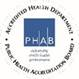 ACCREDITED HEALTH DEPARTMENT
PHAB
PUBLIC HEALTH ACCREDITATION BOARD